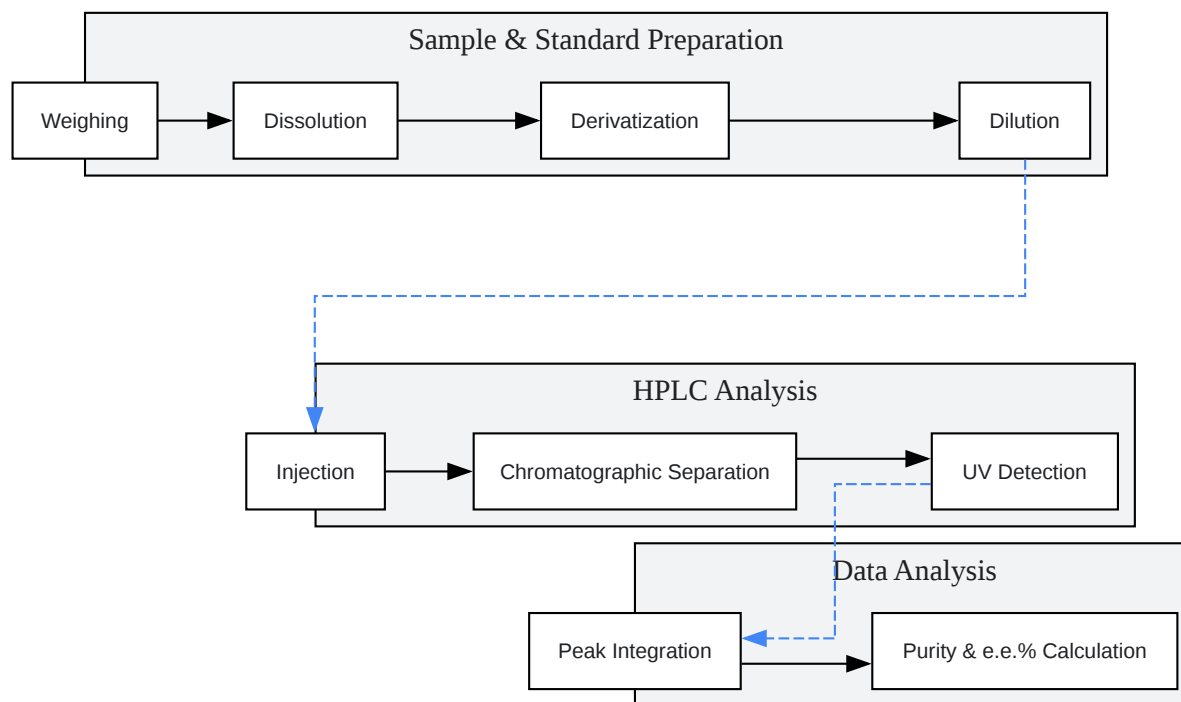 Sample & Standard Preparation
Weighing
Dissolution
Derivatization
Dilution
HPLC Analysis
Injection
Chromatographic Separation
UV Detection
Data Analysis
Peak Integration
Purity & e.e.% Calculation